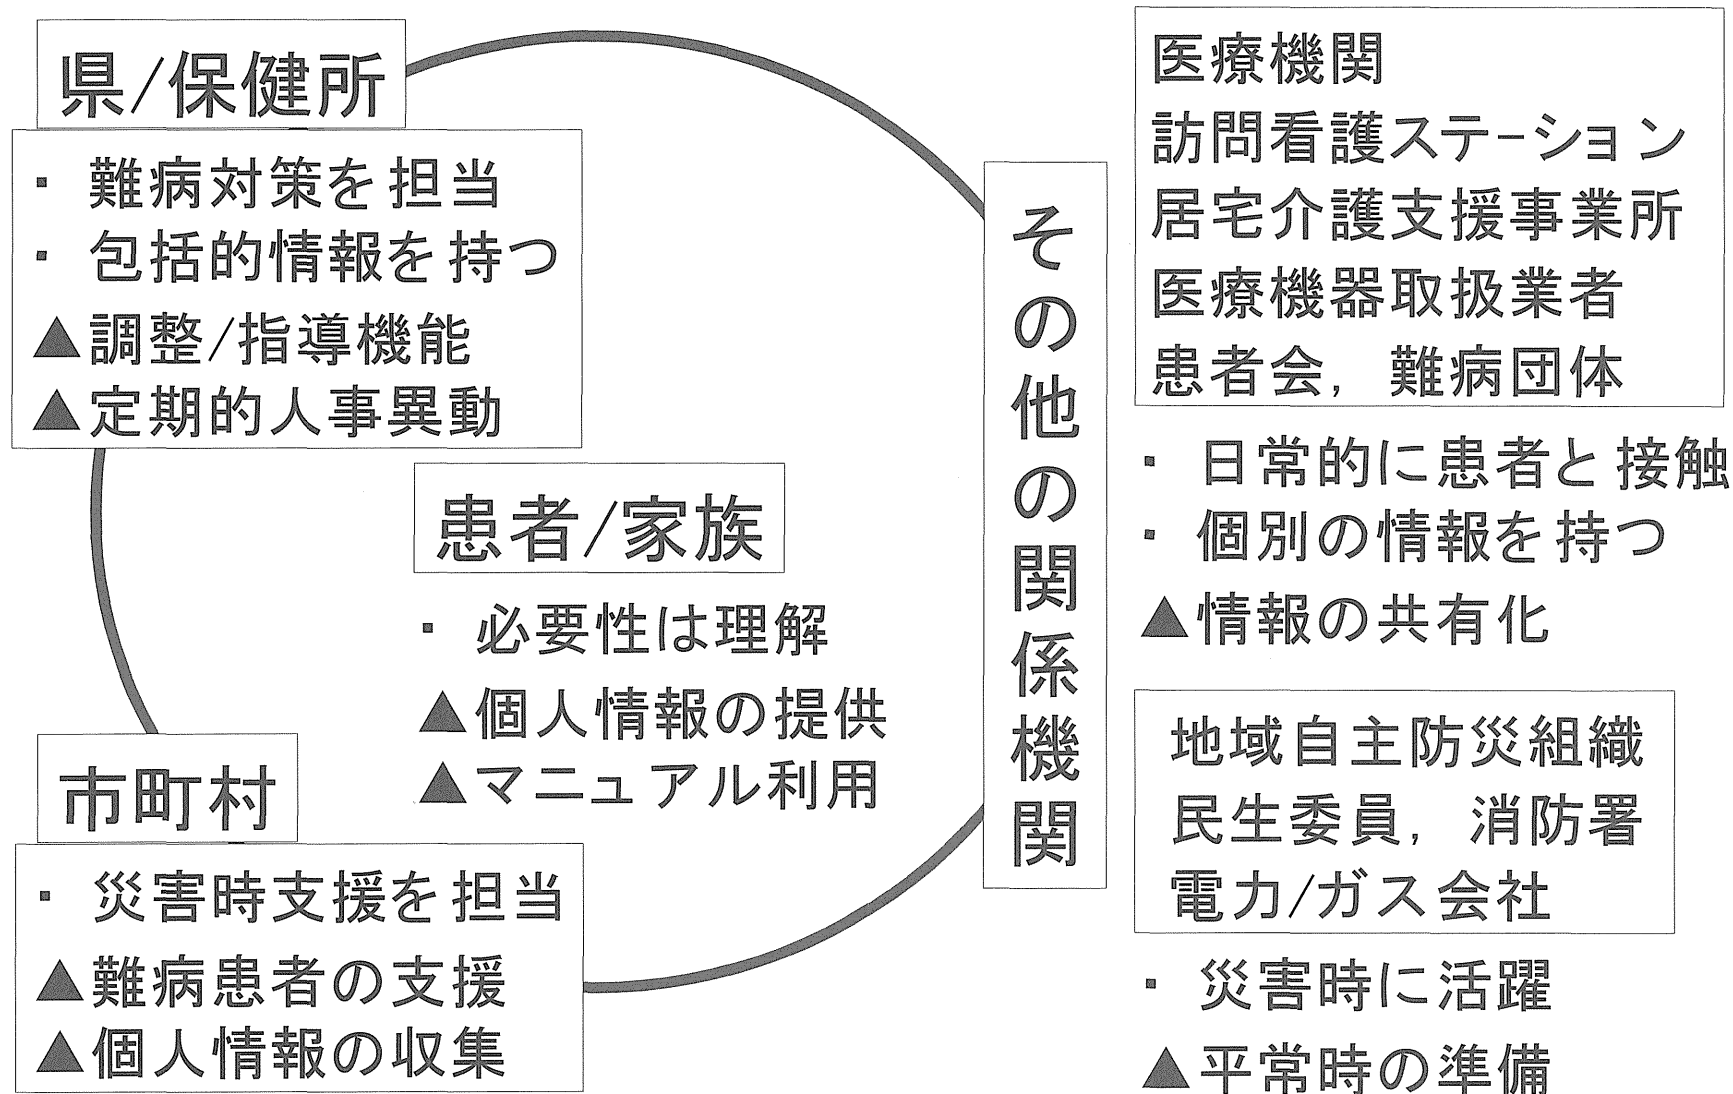 県/保健所
・ 難病対策を担当
・ 包括的情報を持つ
▲調整/指導機能
▲定期的人事異動
患者/家族
・ 必要性は理解
▲個人情報の提供
▲マニュアル利用
市町村
・ 災害時支援を担当
▲難病患者の支援
▲個人情報の収集
その他の関係機関
医療機関
訪問看護ステーション
居宅介護支援事業所
医療機器取扱業者
患者会, 難病団体
・ 日常的に患者と接触
・ 個別の情報を持つ
▲情報の共有化
地域自主防災組織
民生委員, 消防署
電力/ガス会社
・ 災害時に活躍
▲平常時の準備